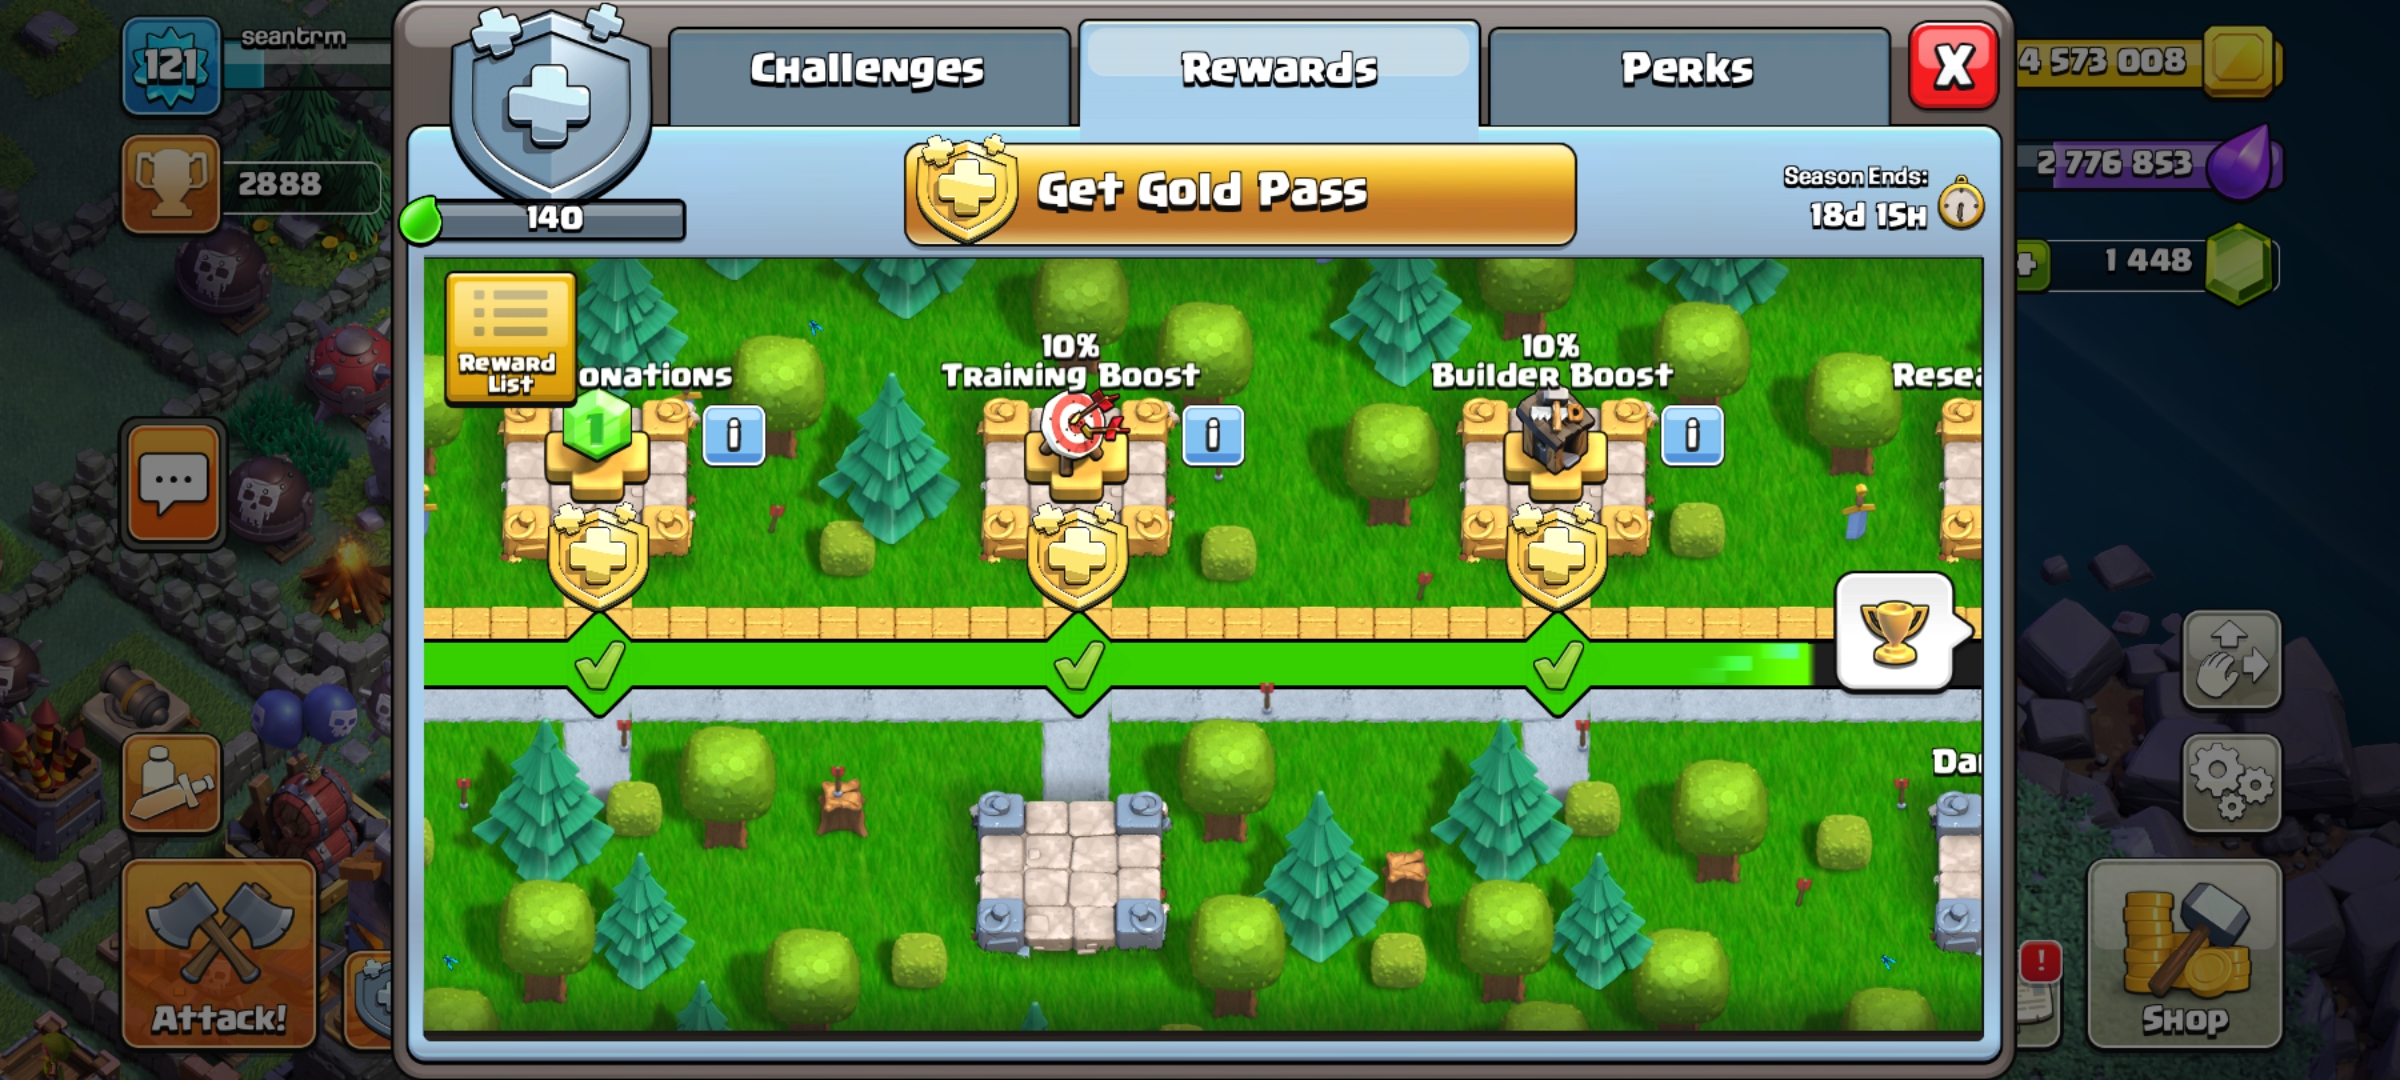 121
seantrm
Challenges
Rewards
Perks
X
4 573 008
2888
140
Get Gold Pass
Season Ends:
18d 15H
2 776 853
1 448
Reward
List
onations
1
10%
Training Boost
10%
Builder Boost
Resea
Da
Attack!
!
Shop